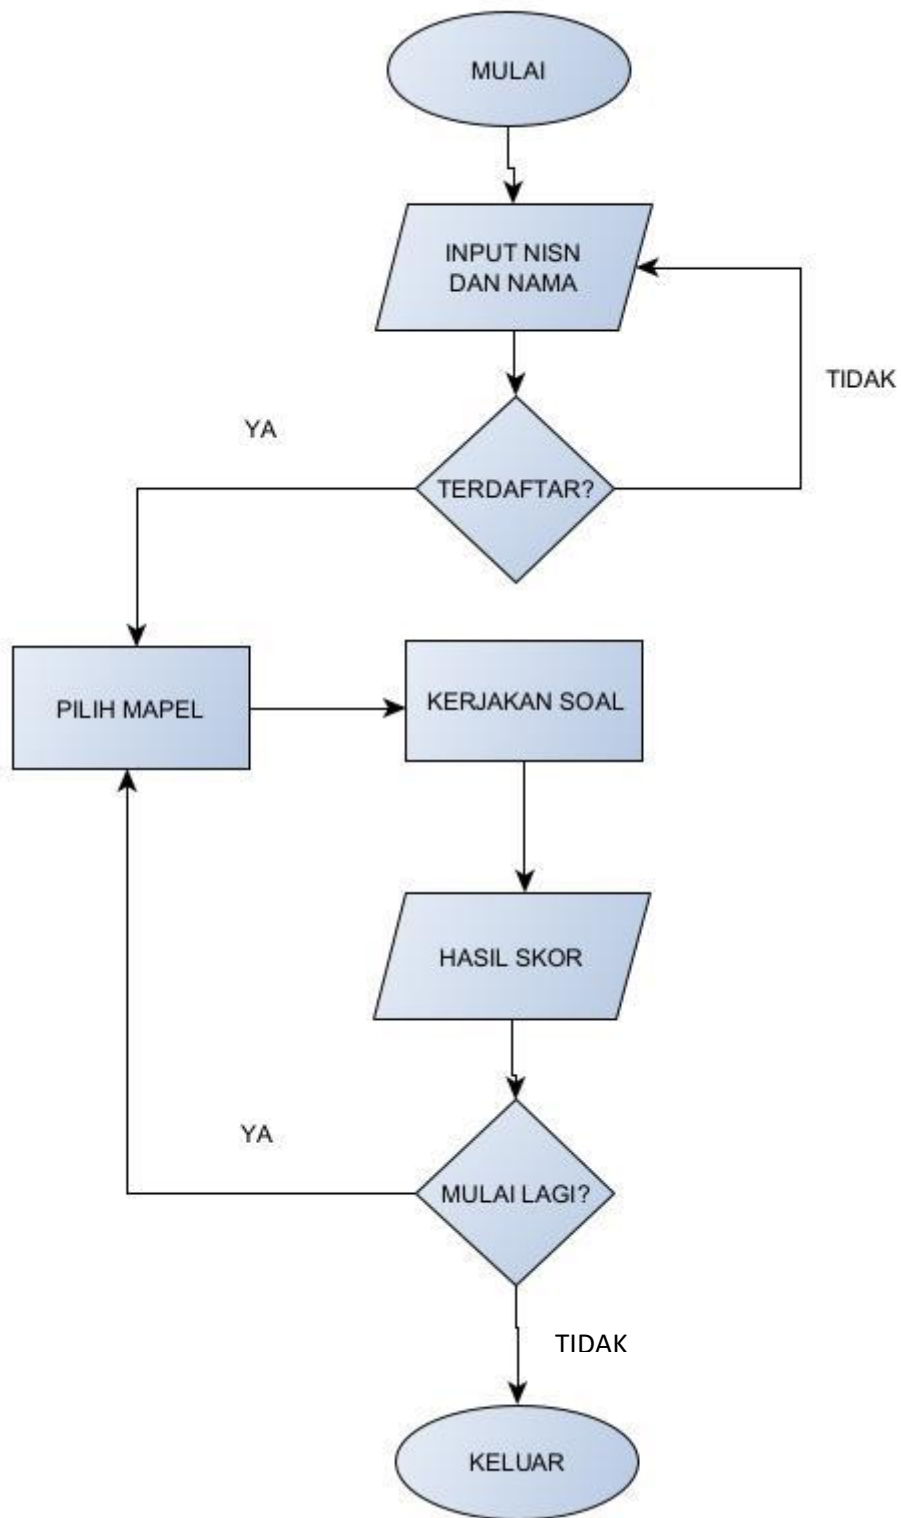 MULAI
INPUT NISN
DAN NAMA
TIDAK
YA
TERDAFTAR?
PILIH MAPEL
KERJAKAN SOAL
HASIL SKOR
YA
MULAI LAGI?
TIDAK
KELUAR